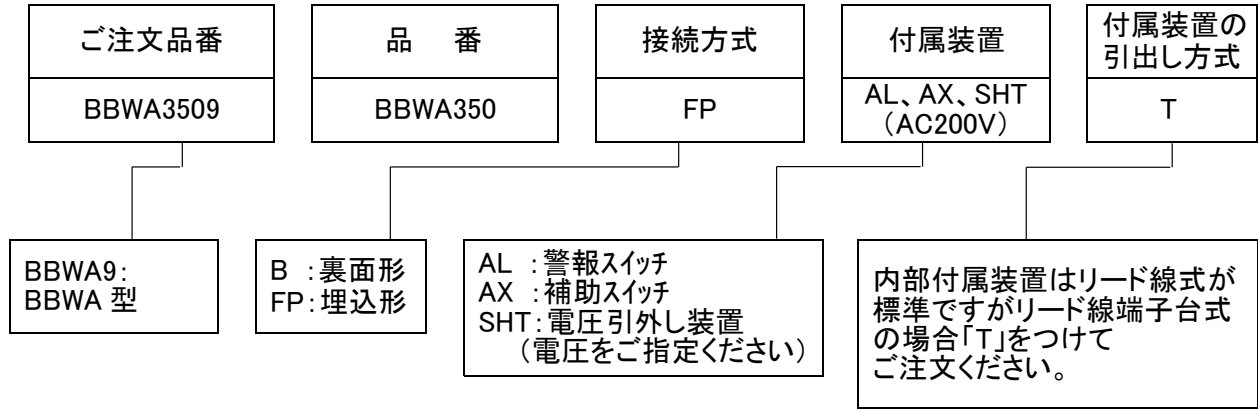 ご注文品番
BBWA3509
品 番
BBWA350
接続方式
FP
付属装置
AL、AX、SHT
(AC200V)
付属装置の
引出し方式
T
BBWA9:
BBWA 型
B :裏面形
FP:埋込形
AL :警報スイッチ
AX :補助スイッチ
SHT:電圧引外し装置
(電圧をご指定ください)
内部付属装置はリード線式が
標準ですがリード線端子台式
の場合「T」をつけて
ご注文ください。